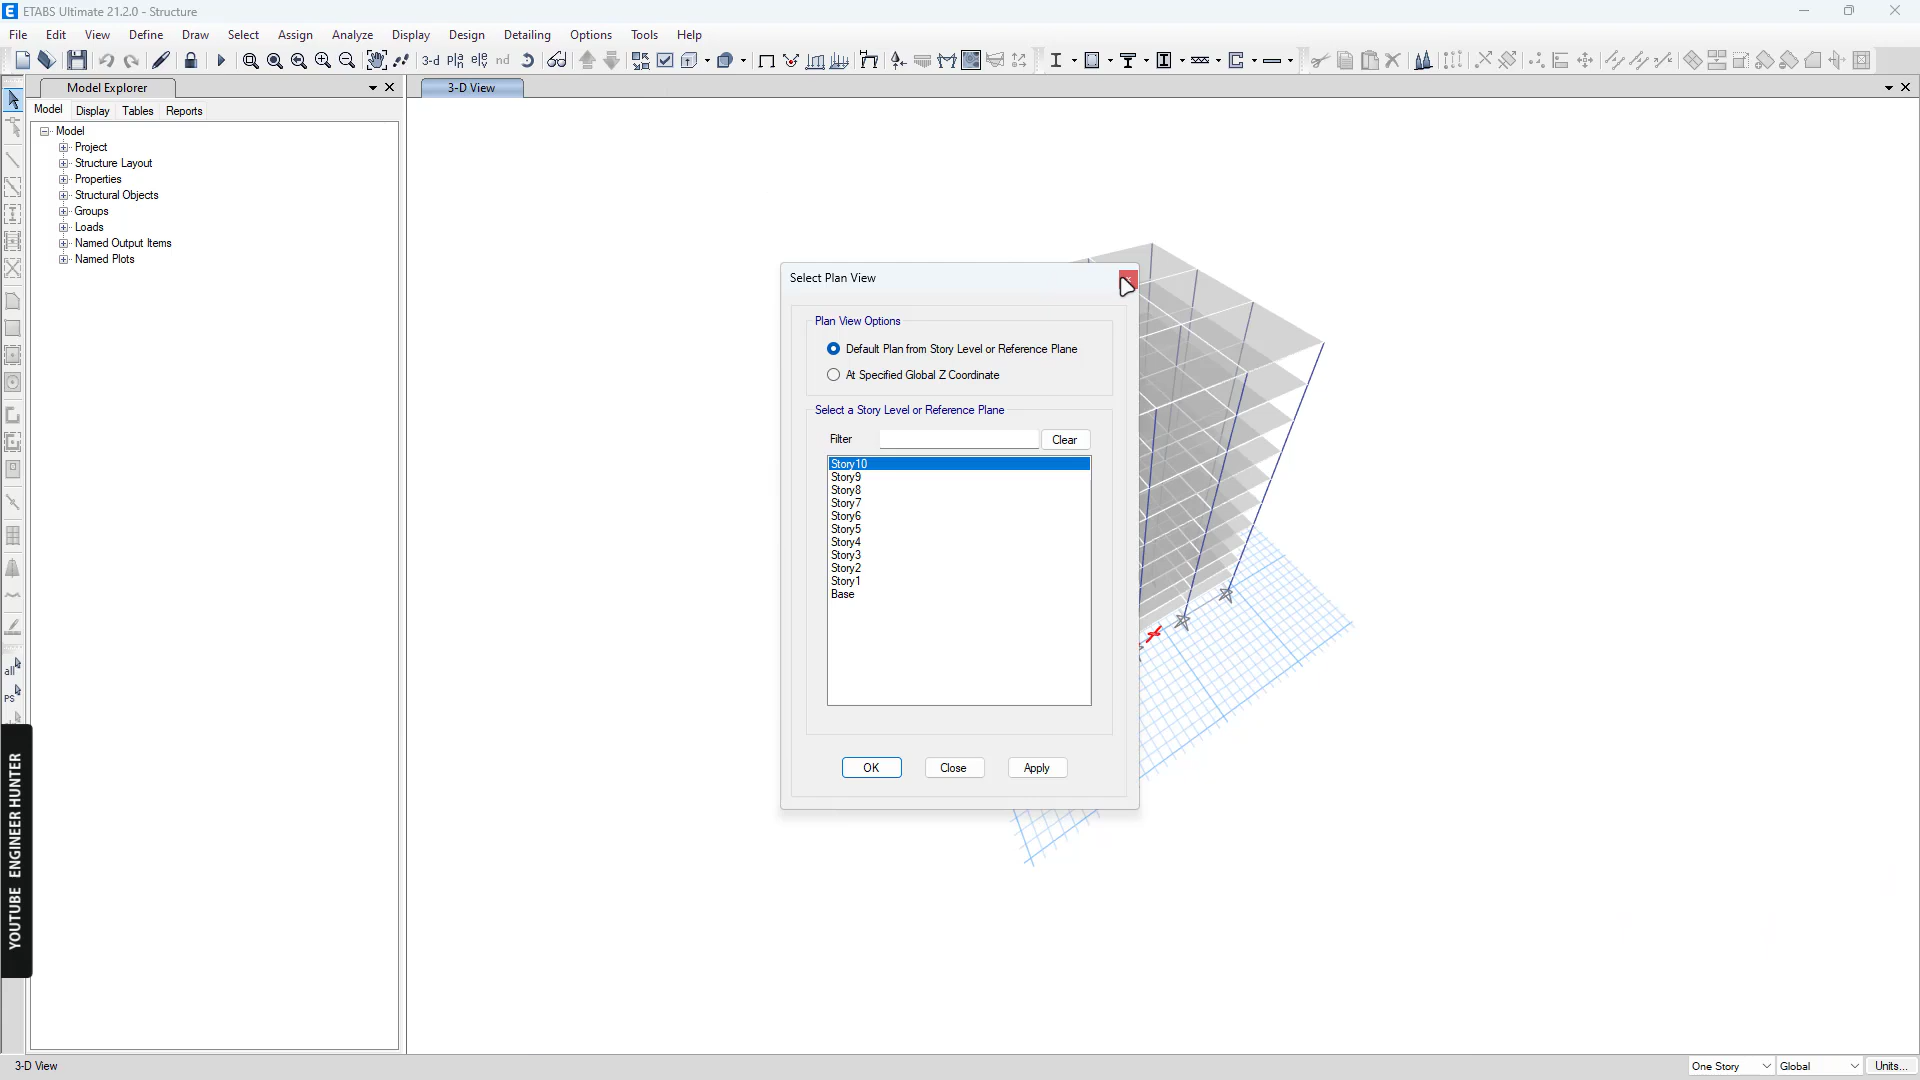 ETABS Ultimate 21.2.0 - Structure
File Edit View Define Draw Select Assign Analyze Display Design Detailing Options Tools Help
3-d
nd
Model Explorer
3-D View
Model Display Tables Reports
Model
Project
Structure Layout
Properties
Structural Objects
Groups
Loads
Named Output Items
Named Plots
all
PS
YOUTUBE ENGINEER HUNTER
Select Plan View
Plan View Options
Default Plan from Story Level or Reference Plane
At Specified Global Z Coordinate
Select a Story Level or Reference Plane
Filter
Clear
Story10
Story9
Story8
Story7
Story6
Story5
Story4
Story3
Story2
Story1
Base
OK Close Apply
3-D View
One Story Global Units...